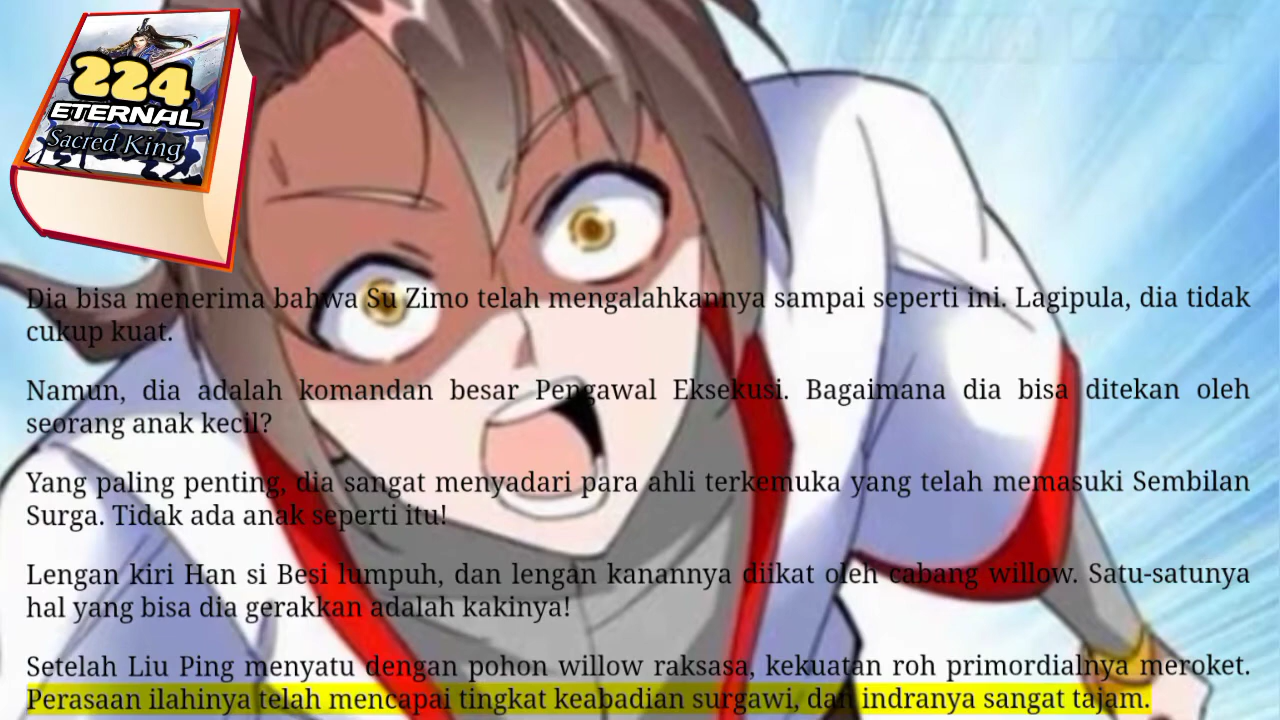 224
ETERNAL
Sacred King
Dia bisa menerima bahwa Su Zimo telah mengalahkannya sampai seperti ini. Lagipula, dia tidak
cukup kuat.
Namun, dia adalah komandan besar Pengawal Eksekusi. Bagaimana dia bisa ditekan oleh
seorang anak kecil?
Yang paling penting, dia sangat menyadari para ahli terkemuka yang telah memasuki Sembilan
Surga. Tidak ada anak seperti itu!
Lengan kiri Han si Besi lumpuh, dan lengan kanannya diikat oleh cabang willow. Satu-satunya
hal yang bisa dia gerakkan adalah kakinya!
Setelah Liu Ping menyatu dengan pohon willow raksasa, kekuatan roh primordialnya meroket.
Perasaan ilahinya telah mencapai tingkat keabadian surgawi, dan indranya sangat tajam.